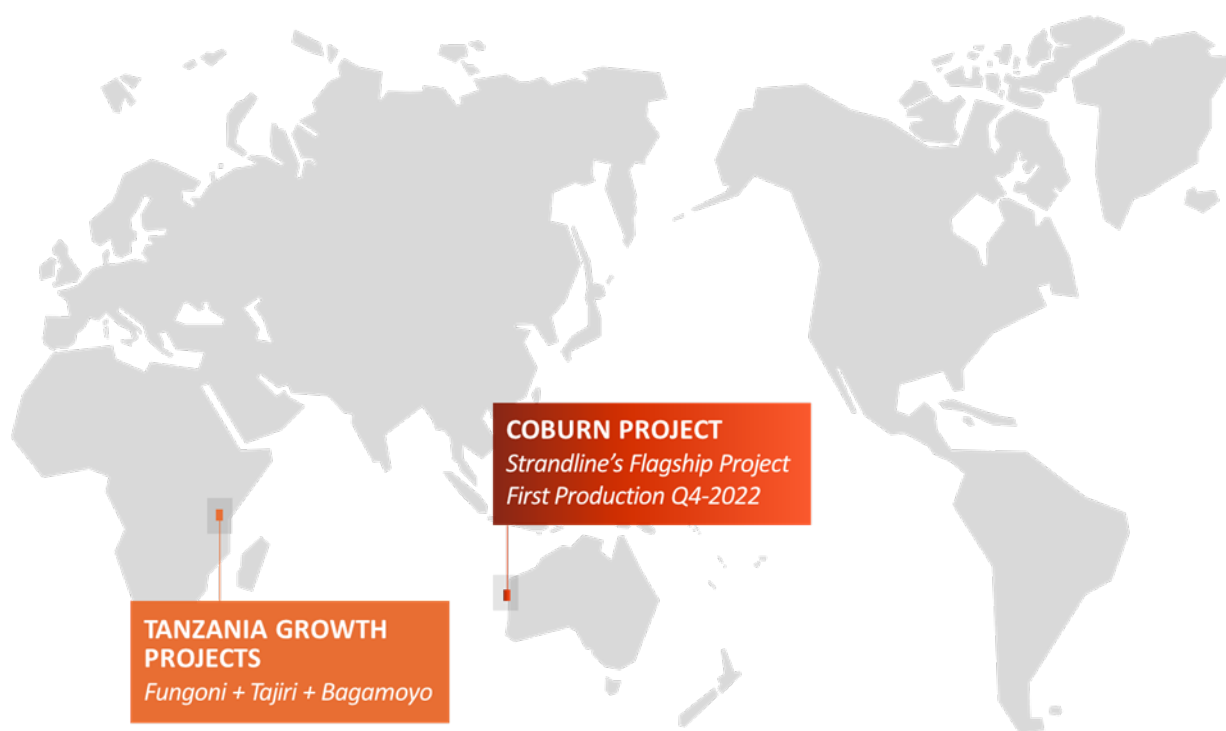 COBURN PROJECT
Strandline’s Flagship Project
First Production Q4-2022
TANZANIA GROWTH
PROJECTS
Fungoni + Tajiri + Bagamoyo